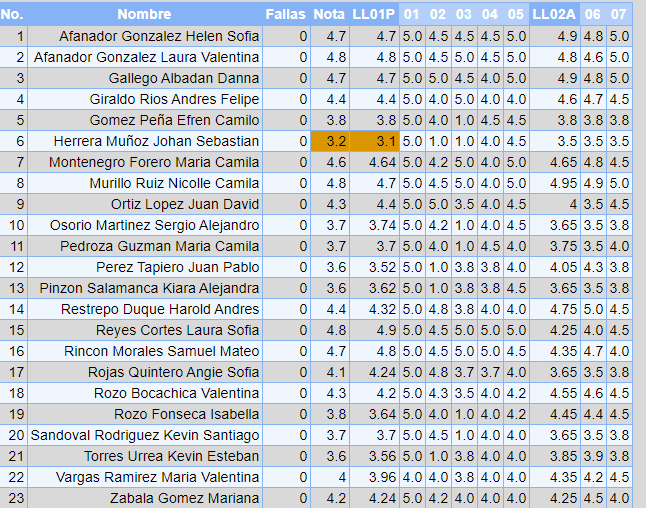 No. Nombre Fallas Nota LL01P 01 02 03 04 05 LL02A 06 07
1 Afanador Gonzalez Helen Sofia 0 4.7 4.7 5.0 4.5 4.5 4.5 5.0 4.9 4.8 5.0
2 Afanador Gonzalez Laura Valentina 0 4.8 4.8 5.0 4.5 5.0 4.5 5.0 4.8 4.6 5.0
3 Gallego Albadan Danna 0 4.7 4.7 5.0 4.5 5.0 4.0 5.0 4.9 4.8 5.0
4 Giraldo Rios Andres Felipe 0 4.4 4.4 5.0 4.0 5.0 4.0 4.0 4.6 4.7 4.5
5 Gomez Peña Efren Camilo 0 3.8 3.8 5.0 4.0 1.0 4.5 4.5 3.8 3.8 3.8
6 Herrera Muñoz Johan Sebastian 0 3.2 3.1 5.0 1.0 1.0 4.0 4.5 3.5 3.5 3.5
7 Montenegro Forero Maria Camila 0 4.6 4.64 5.0 4.2 5.0 4.0 5.0 4.65 4.8 4.5
8 Murillo Ruiz Nicolle Camila 0 4.8 4.7 5.0 4.5 5.0 4.0 5.0 4.95 4.9 5.0
9 Ortiz Lopez Juan David 0 4.3 4.4 5.0 5.0 3.5 4.0 4.5 4 3.5 4.5
10 Osorio Martinez Sergio Alejandro 0 3.7 3.74 5.0 4.2 1.0 4.0 4.5 3.65 3.5 3.8
11 Pedroza Guzman Maria Camila 0 3.7 3.7 5.0 4.0 1.0 4.5 4.0 3.75 3.5 4.0
12 Perez Tapiero Juan Pablo 0 3.6 3.52 5.0 1.0 3.8 3.8 4.0 4.05 4.3 3.8
13 Pinzon Salamanca Kiara Alejandra 0 3.6 3.62 5.0 1.0 3.8 3.8 4.5 3.65 3.5 3.8
14 Restrepo Duque Harold Andres 0 4.4 4.32 5.0 4.8 3.8 4.0 4.0 4.75 5.0 4.5
15 Reyes Cortes Laura Sofia 0 4.8 4.9 5.0 4.5 5.0 5.0 5.0 4.25 4.0 4.5
16 Rincon Morales Samuel Mateo 0 4.7 4.8 5.0 4.5 5.0 5.0 4.5 4.35 4.7 4.0
17 Rojas Quintero Angie Sofia 0 4.1 4.24 5.0 4.8 3.7 3.7 4.0 3.65 3.5 3.8
18 Rozo Bocachica Valentina 0 4.3 4.2 5.0 4.3 3.5 4.0 4.2 4.55 4.6 4.5
19 Rozo Fonseca Isabella 0 3.8 3.64 5.0 4.0 1.0 4.0 4.2 4.45 4.4 4.5
20 Sandoval Rodriguez Kevin Santiago 0 3.7 3.7 5.0 4.5 1.0 4.0 4.0 3.65 3.5 3.8
21 Torres Urrea Kevin Esteban 0 3.6 3.56 5.0 1.0 3.8 4.0 4.0 3.85 3.9 3.8
22 Vargas Ramirez Maria Valentina 0 4 3.96 4.0 4.0 3.8 4.0 4.0 4.35 4.2 4.5
23 Zabala Gomez Mariana 0 4.2 4.24 5.0 4.2 4.0 4.0 4.0 4.25 4.5 4.0